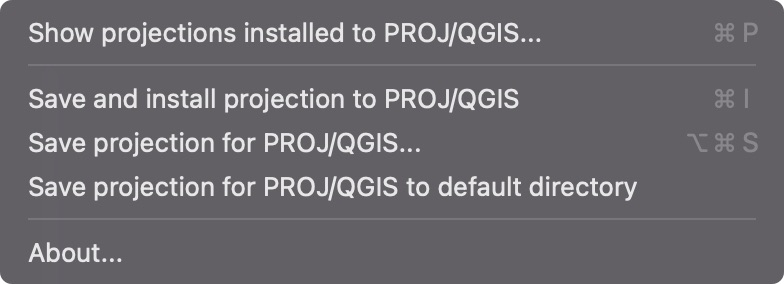 Show projections installed to PROJ/QGIS... ⌘ P
Save and install projection to PROJ/QGIS ⌘ I
Save projection for PROJ/QGIS... ⌥ ⌘ S
Save projection for PROJ/QGIS to default directory
About...